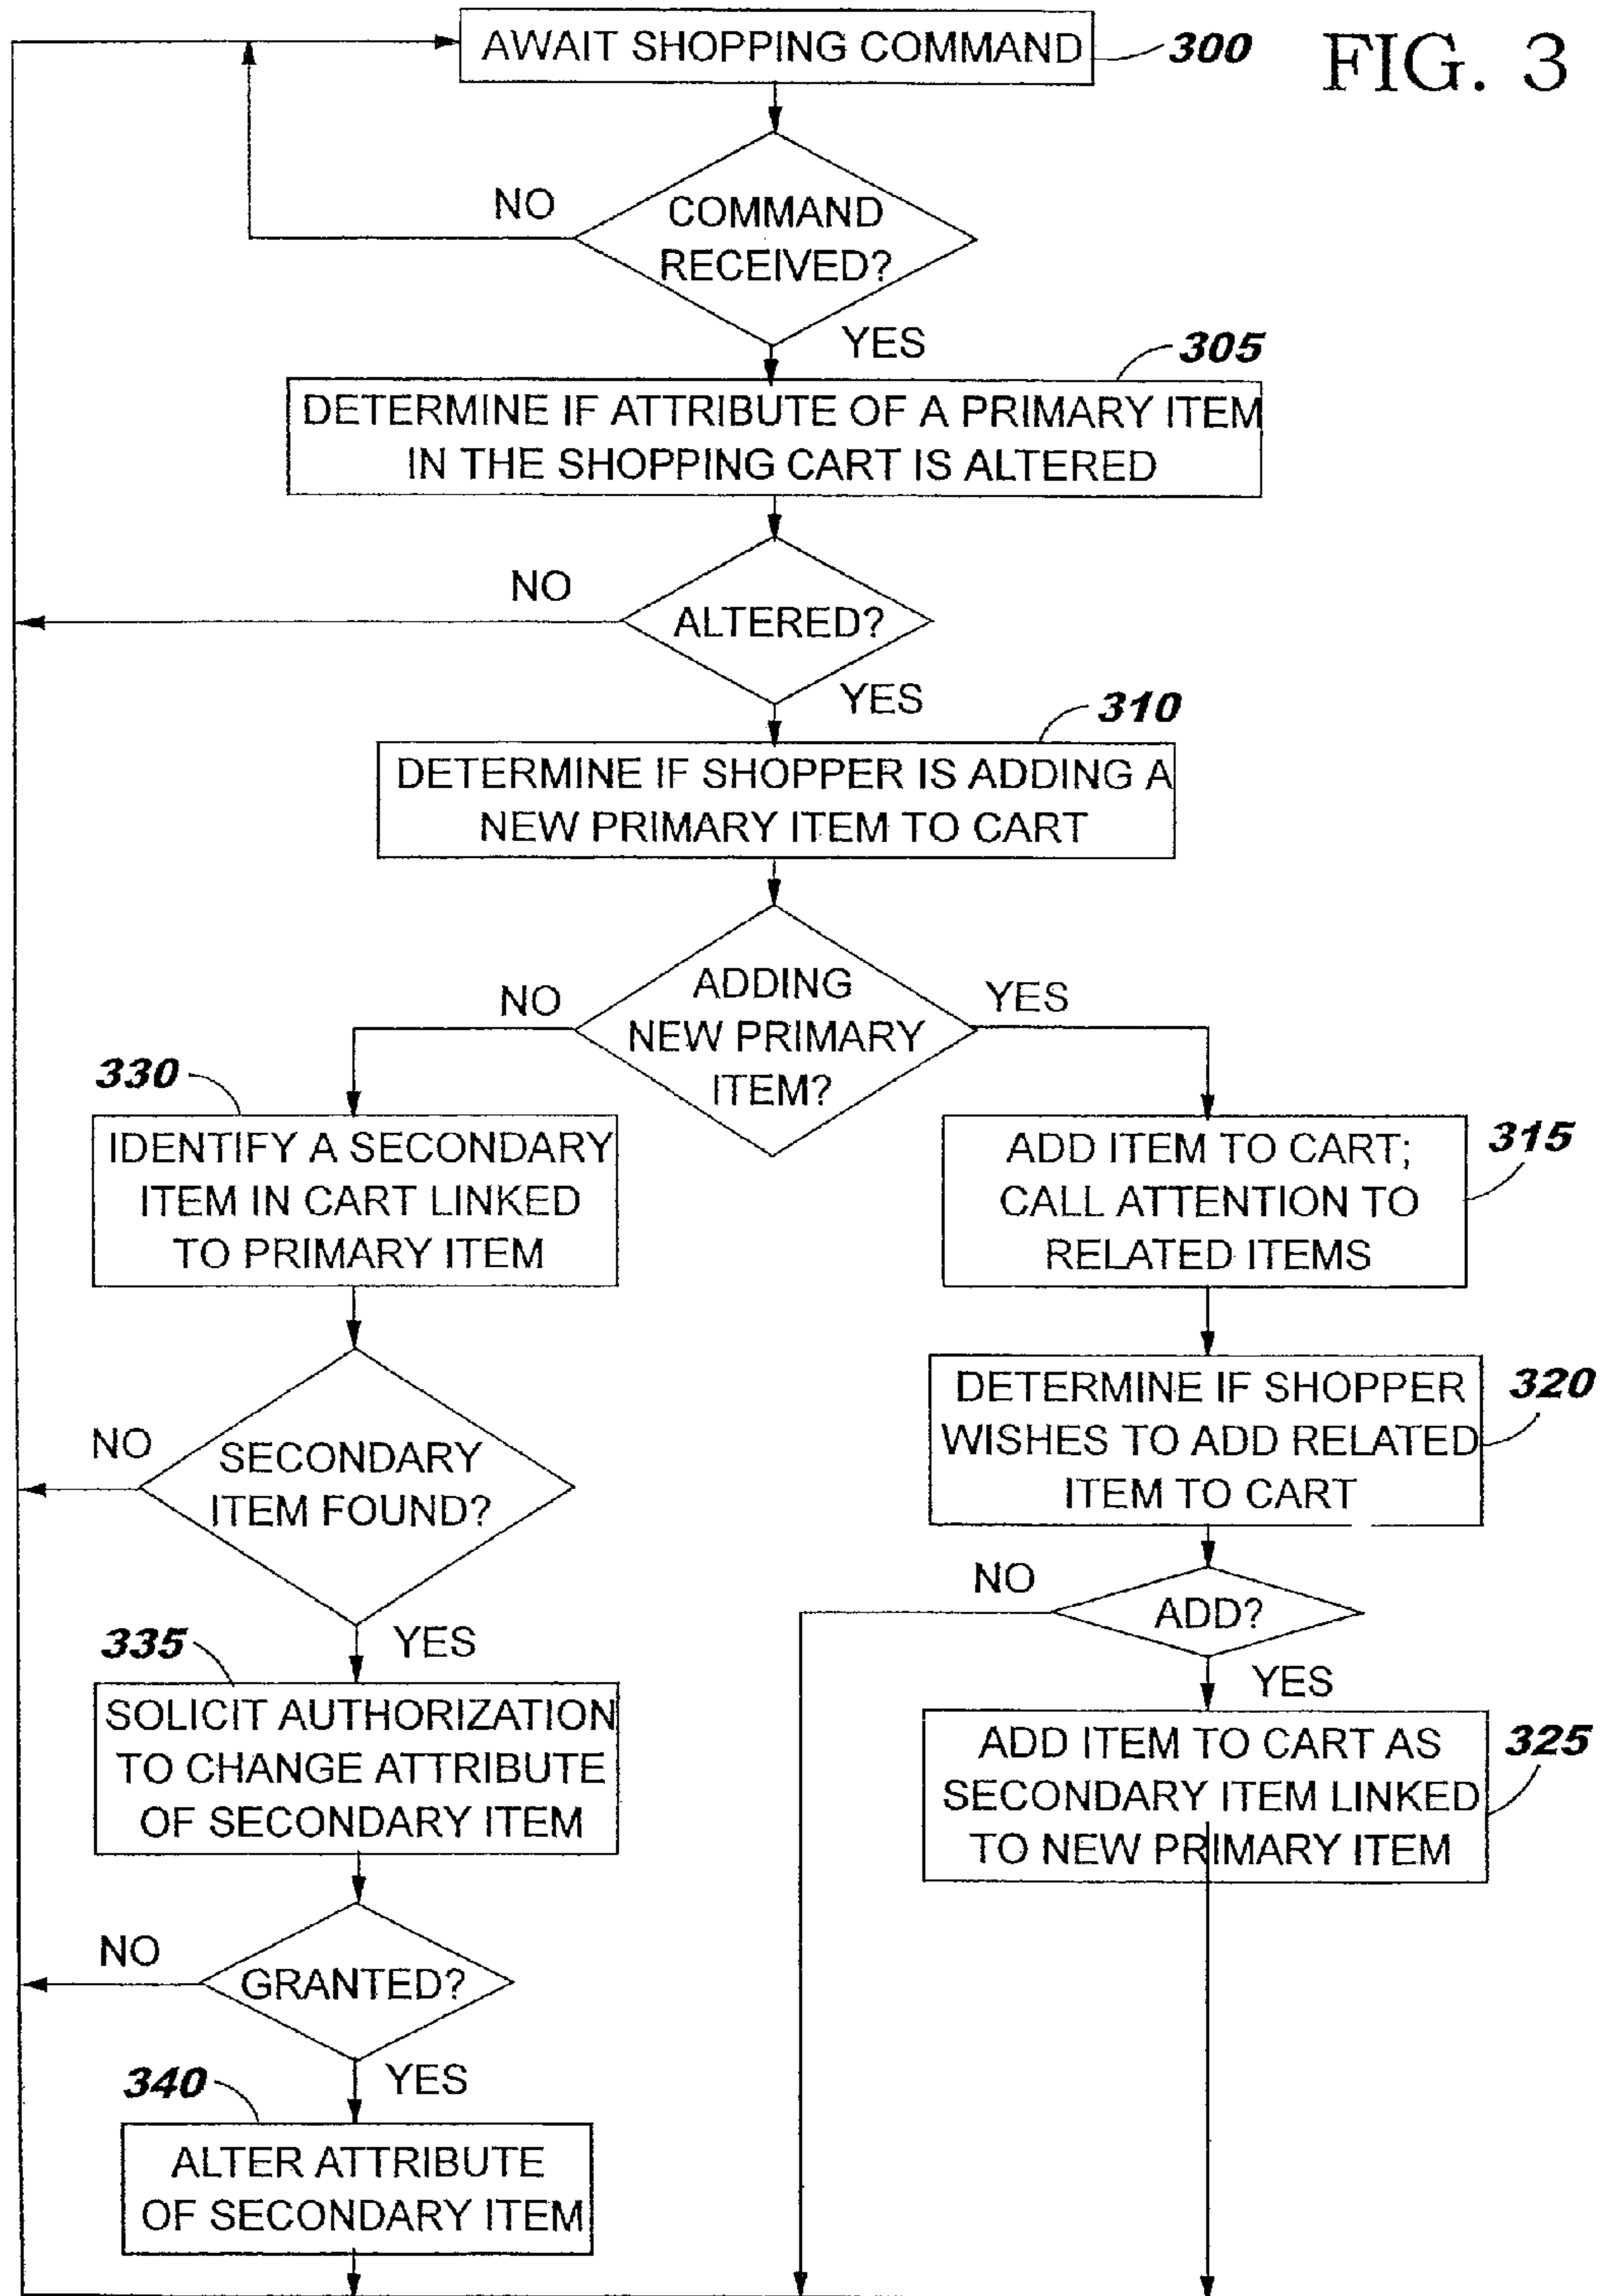 AWAIT SHOPPING COMMAND
300
FIG. 3
NO
COMMAND
RECEIVED?
YES
305
DETERMINE IF ATTRIBUTE OF A PRIMARY ITEM
IN THE SHOPPING CART IS ALTERED
NO
ALTERED?
YES
310
DETERMINE IF SHOPPER IS ADDING A
NEW PRIMARY ITEM TO CART
NO
ADDING
NEW PRIMARY
ITEM?
YES
330
IDENTIFY A SECONDARY
ITEM IN CART LINKED
TO PRIMARY ITEM
ADD ITEM TO CART;
CALL ATTENTION TO
RELATED ITEMS
315
DETERMINE IF SHOPPER
WISHES TO ADD RELATED
ITEM TO CART
320
NO
SECONDARY
ITEM FOUND?
YES
NO
ADD?
YES
335
SOLICIT AUTHORIZATION
TO CHANGE ATTRIBUTE
OF SECONDARY ITEM
ADD ITEM TO CART AS
SECONDARY ITEM LINKED
TO NEW PRIMARY ITEM
325
NO
GRANTED?
YES
340
ALTER ATTRIBUTE
OF SECONDARY ITEM